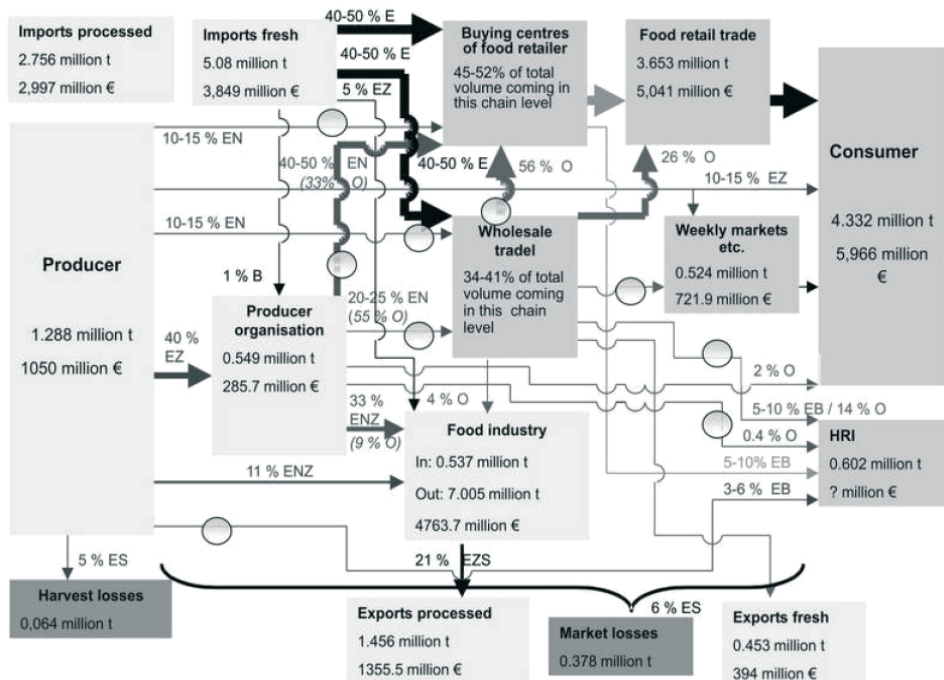 Imports processed
2.756 million t
2,997 million €
Imports fresh
5.08 million t
3,849 million €
40-50 % E
40-50 % E
5 % EZ
Buying centres
of food retailer
45-52% of total
volume coming in
this chain level
Food retail trade
3.653 million t
5,041 million €
Consumer
4.332 million t
5,966 million
€
Producer
1.288 million t
1050 million €
10-15 % EN
40-50 % EN
(33% O)
40-50 % E
56 % O
26 % O
10-15 % EZ
10-15 % EN
Wholesale
tradel
34-41% of total
volume coming
in this chain
level
Weekly markets
etc.
0.524 million t
721.9 million €
1 % B
20-25 % EN
(55 % O)
Producer
organisation
0.549 million t
285.7 million €
40 %
EZ
33 %
ENZ
(9 % O)
4 % O
2 % O
5-10 % EB / 14 % O
0.4 % O
5-10% EB
3-6 % EB
HRI
0.602 million t
? million €
Food industry
In: 0.537 million t
Out: 7.005 million t
4763.7 million €
11 % ENZ
5 % ES
21 % EZS
6 % ES
Harvest losses
0,064 million t
Exports processed
1.456 million t
1355.5 million €
Market losses
0.378 million t
Exports fresh
0.453 million t
394 million €